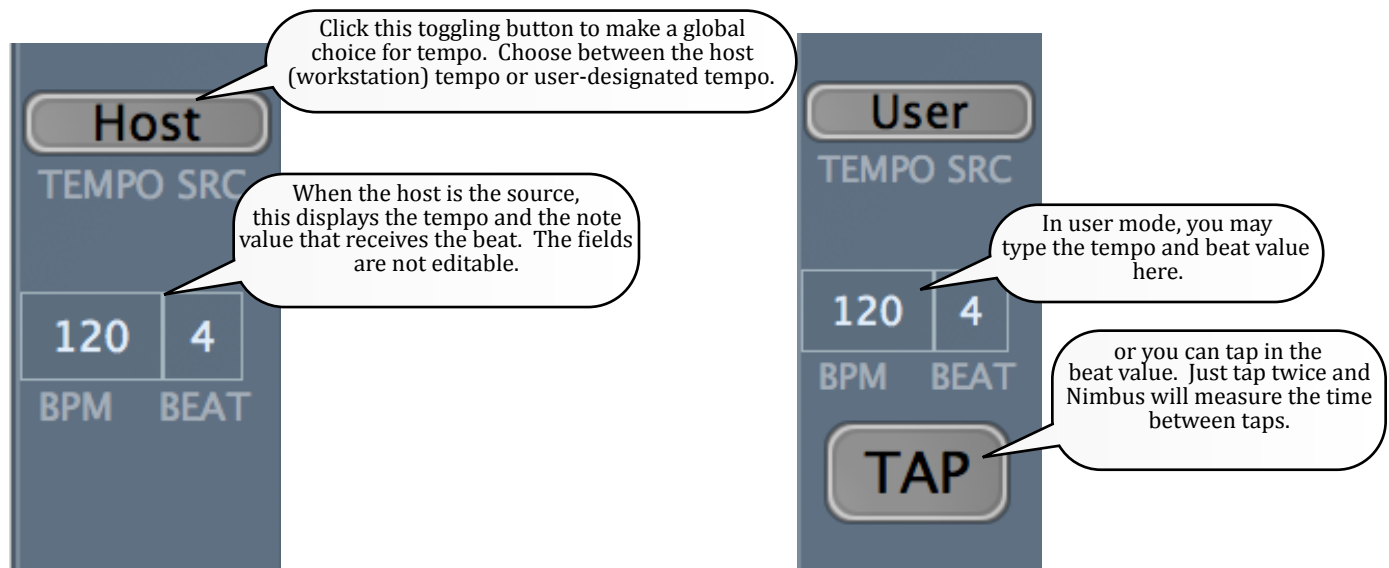 Click this toggling button to make a global
choice for tempo.  Choose between the host
(workstation) tempo or user-designated tempo.
Host
TEMPO SRC
When the host is the source,
this displays the tempo and the note
value that receives the beat.  The fields
are not editable.
120 4
BPM BEAT
User
TEMPO SRC
In user mode, you may
type the tempo and beat value
here.
120 4
BPM BEAT
or you can tap in the
beat value.  Just tap twice and
Nimbus will measure the time
between taps.
TAP